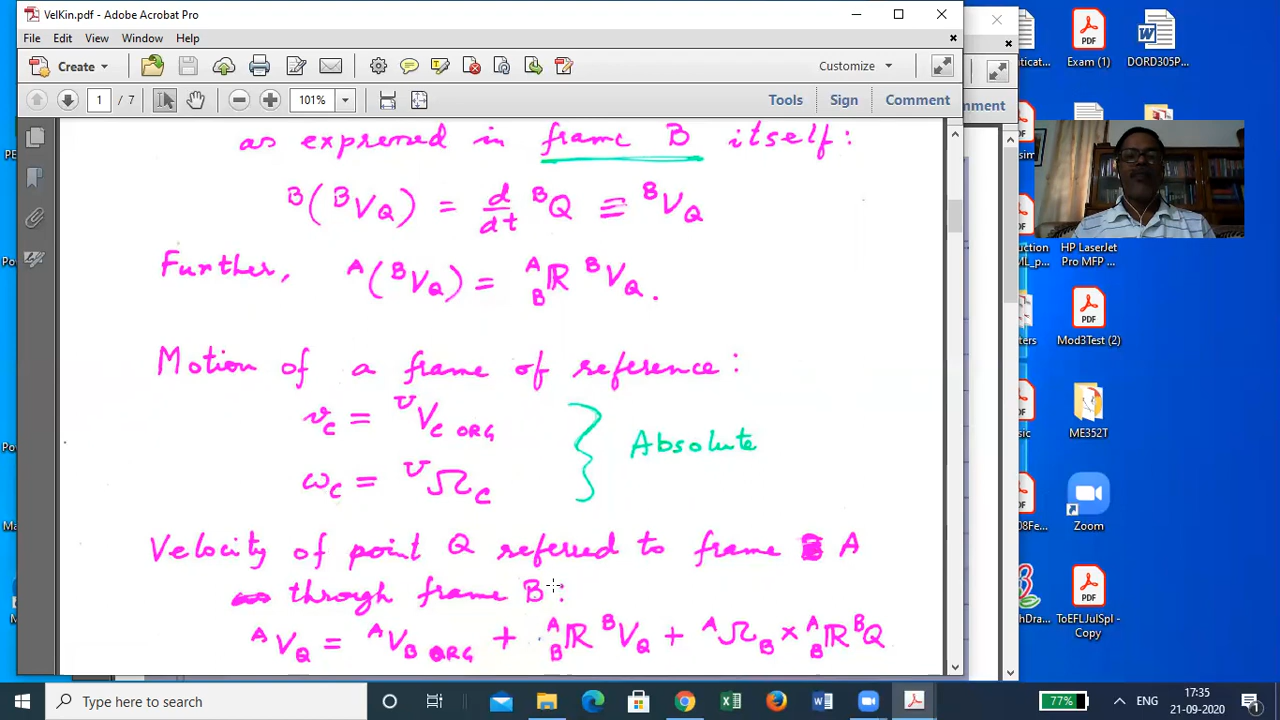 VelKin.pdf - Adobe Acrobat Pro
File Edit View Window Help
Create Customize
1 / 7 101% Tools Sign Comment
as expressed in frame B itself:
B(BVQ) = d/dt BQ ≡ BVQ
Further, A(BVQ) = ABR BVQ.
Motion of a frame of reference:
vC = UVC ORG
ωC = UΩC
} Absolute
Velocity of point Q referred to frame A
through frame B:
AVQ = AVB ORG + ABR BVQ + AΩB × ABR BQ
mment
Exam (1)
DORD305P...
HP LaserJet
Pro MFP ...
Mod3Test (2)
ME352T
Zoom
ToEFLJulSpl -
Copy
Type here to search
77%
ENG
17:35
21-09-2020